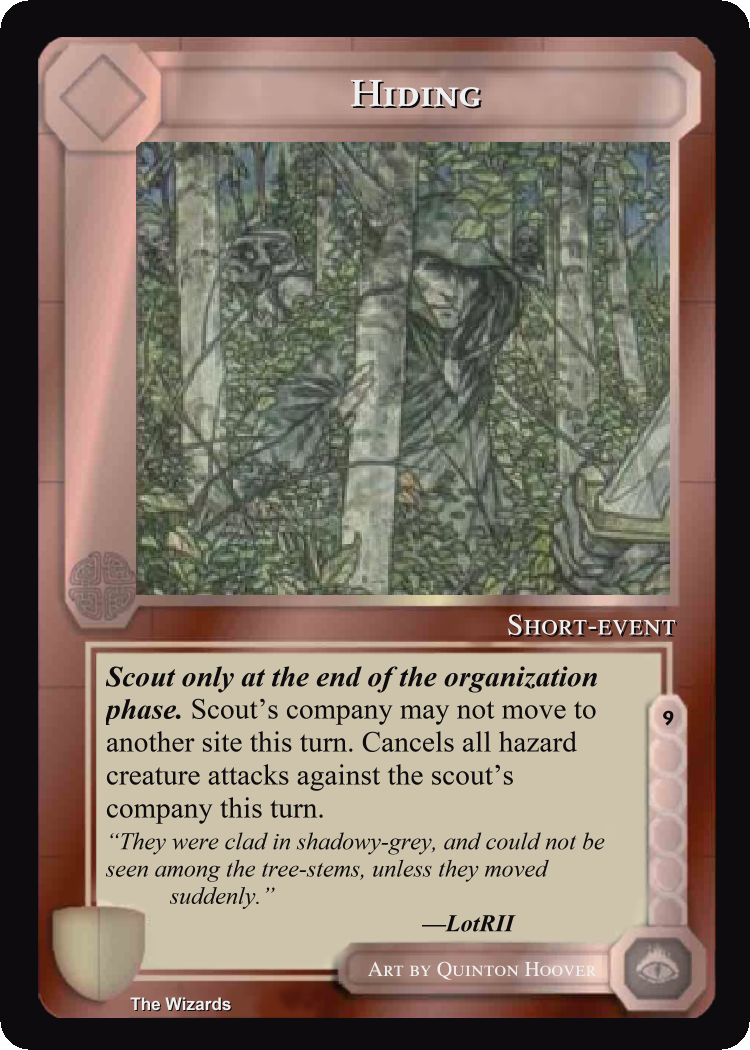 Hiding
Short-event
Scout only at the end of the organization
phase. Scout’s company may not move to
another site this turn. Cancels all hazard
creature attacks against the scout’s
company this turn.
“They were clad in shadowy-grey, and could not be
seen among the tree-stems, unless they moved
suddenly.”
—LotRII
9
Art by Quinton Hoover
The Wizards